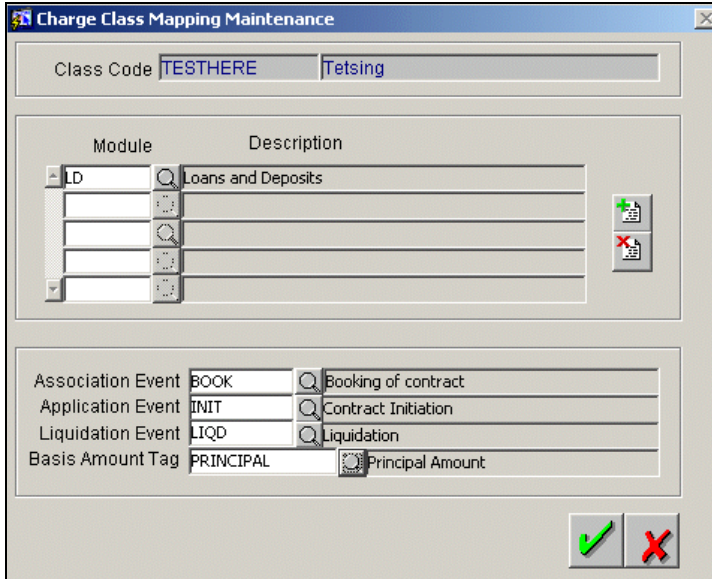 Charge Class Mapping Maintenance
Class Code TESTHERE Tetsing
Module Description
LD Loans and Deposits
Association Event BOOK Booking of contract
Application Event INIT Contract Initiation
Liquidation Event LIQD Liquidation
Basis Amount Tag PRINCIPAL Principal Amount